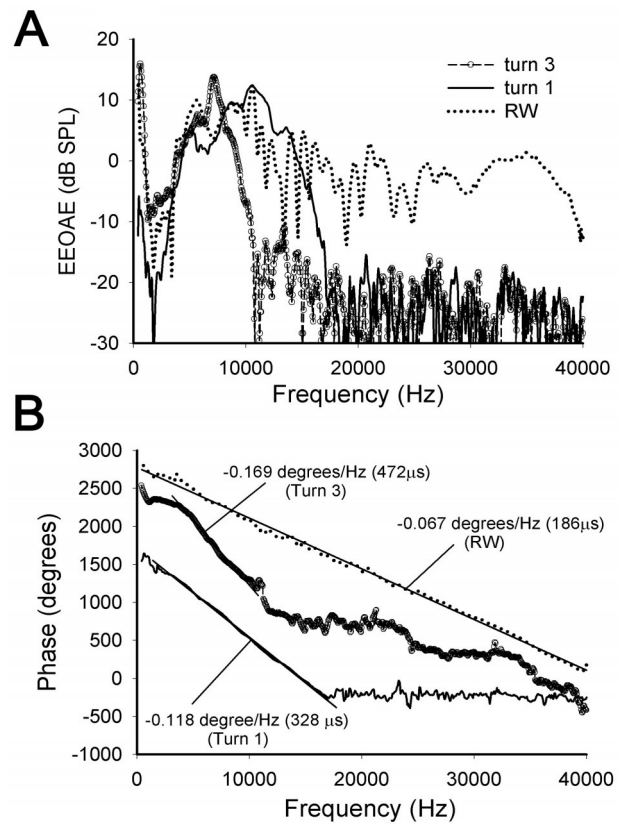 A
20
10
0
-10
-20
-30
EEOAE (dB SPL)
turn 3
turn 1
RW
0
10000
20000
30000
40000
Frequency (Hz)
B
3000
2500
2000
1500
1000
500
0
-500
-1000
Phase (degrees)
-0.169 degrees/Hz (472µs)
(Turn 3)
-0.067 degrees/Hz (186µs)
(RW)
-0.118 degree/Hz (328 µs)
(Turn 1)
0
10000
20000
30000
40000
Frequency (Hz)